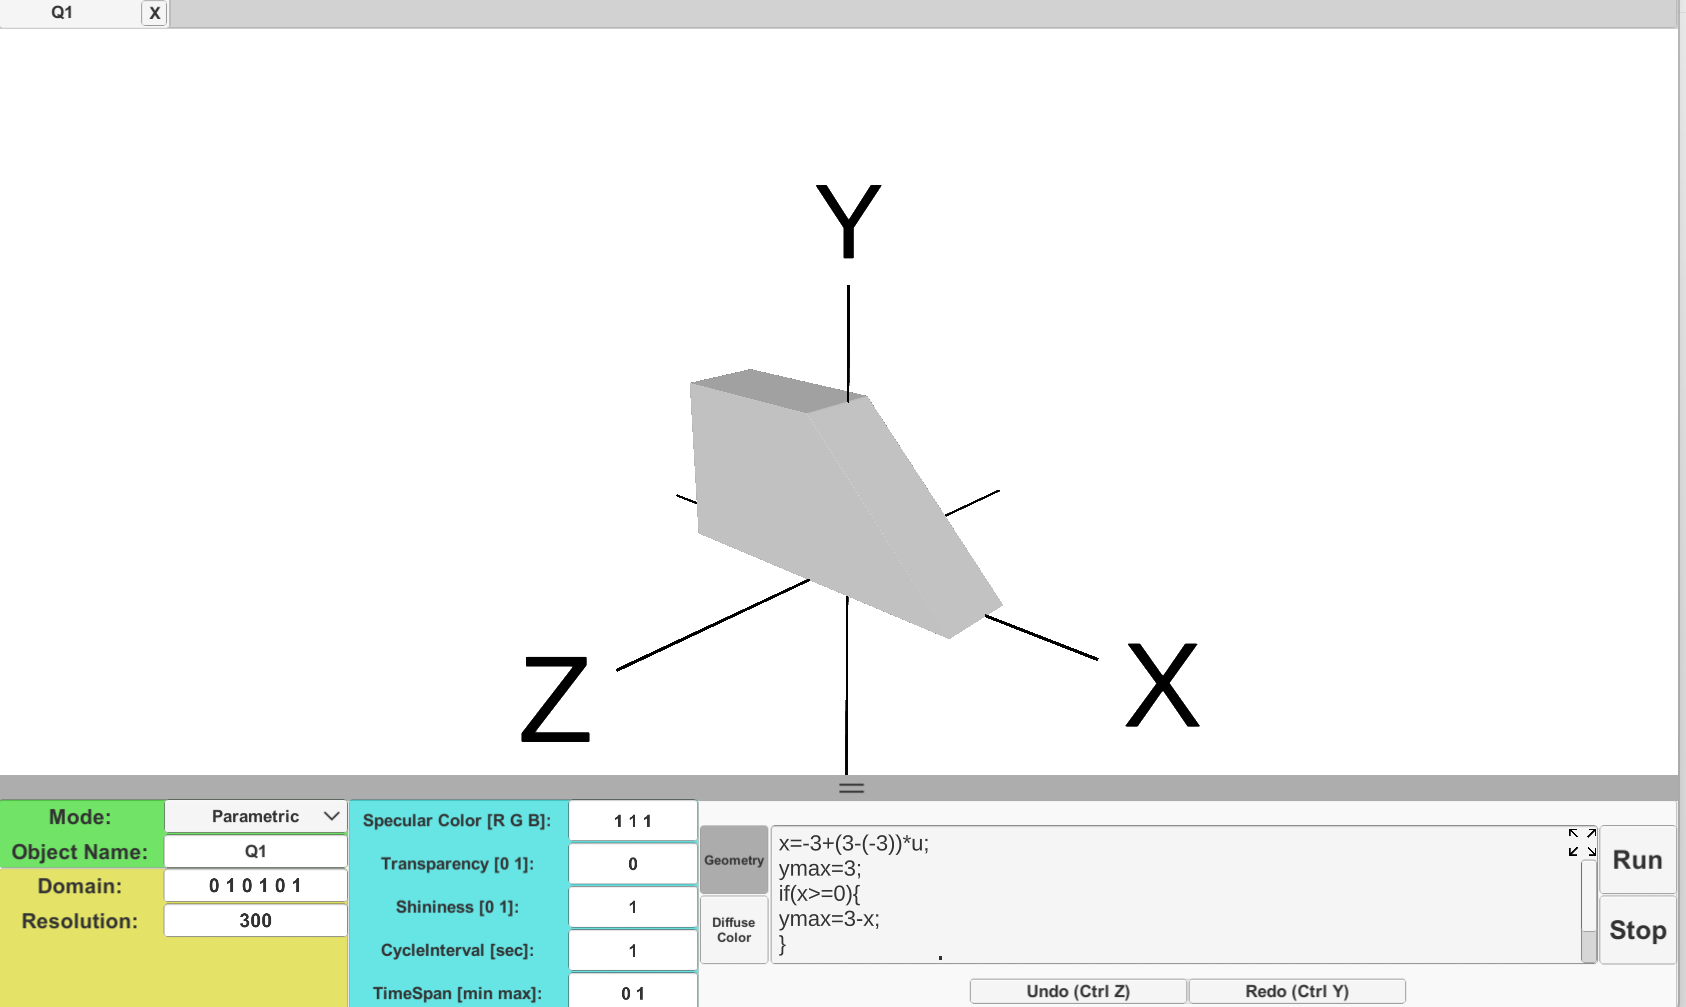 Q1
X
Y
Z
X
Mode:
Parametric
Object Name:
Q1
Domain:
0 1 0 1 0 1
Resolution:
300
Specular Color [R G B]:
1 1 1
Transparency [0 1]:
0
Shininess [0 1]:
1
CycleInterval [sec]:
1
TimeSpan [min max]:
0 1
Geometry
Diffuse
Color
x=-3+(3-(-3))*u;
ymax=3;
if(x>=0){
ymax=3-x;
}
Run
Stop
Undo (Ctrl Z)
Redo (Ctrl Y)